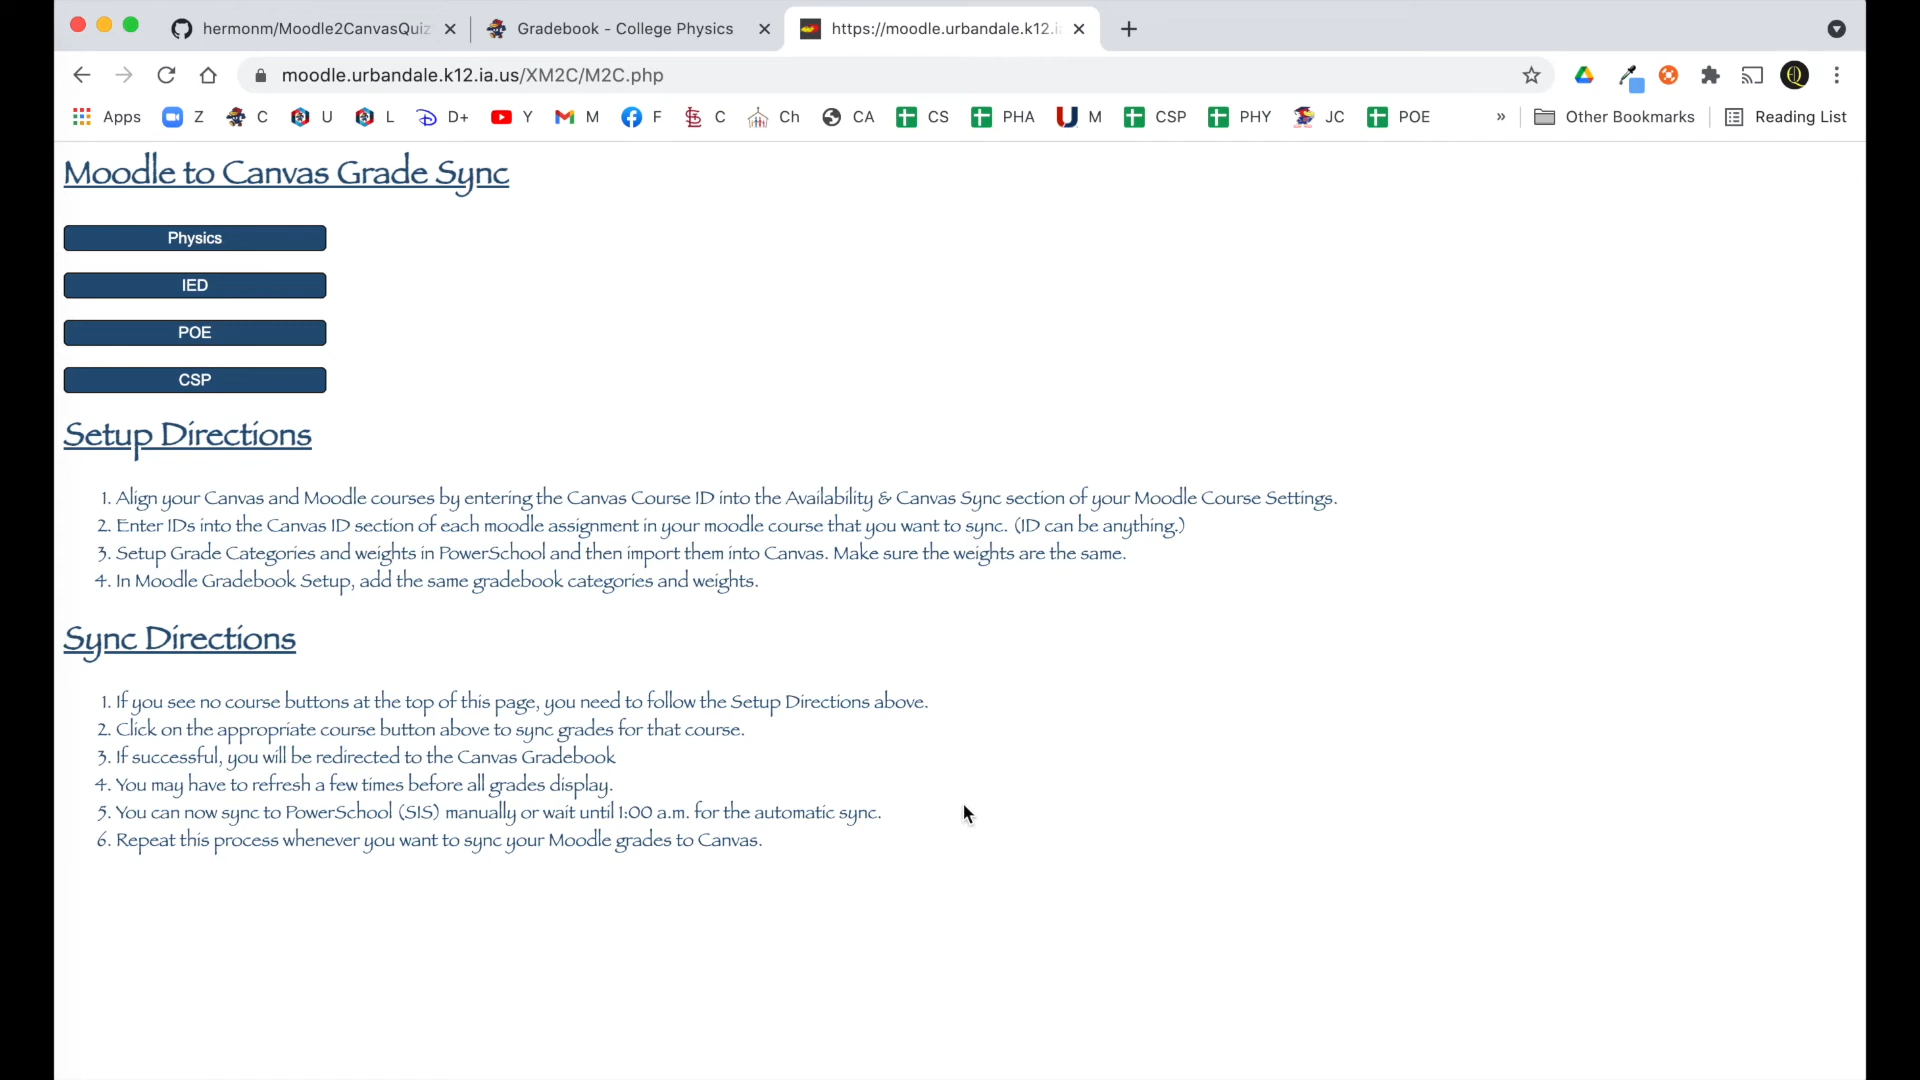 hermonm/Moodle2CanvasQuiz
Gradebook - College Physics
https://moodle.urbandale.k12.i
moodle.urbandale.k12.ia.us/XM2C/M2C.php
Apps Z C U L D+ Y M F C Ch CA CS PHA M CSP PHY JC POE » Other Bookmarks Reading List
Moodle to Canvas Grade Sync
Physics
IED
POE
CSP
Setup Directions
1. Align your Canvas and Moodle courses by entering the Canvas Course ID into the Availability & Canvas Sync section of your Moodle Course Settings.
2. Enter IDs into the Canvas ID section of each moodle assignment in your moodle course that you want to sync. (ID can be anything.)
3. Setup Grade Categories and weights in PowerSchool and then import them into Canvas. Make sure the weights are the same.
4. In Moodle Gradebook Setup, add the same gradebook categories and weights.
Sync Directions
1. If you see no course buttons at the top of this page, you need to follow the Setup Directions above.
2. Click on the appropriate course button above to sync grades for that course.
3. If successful, you will be redirected to the Canvas Gradebook
4. You may have to refresh a few times before all grades display.
5. You can now sync to PowerSchool (SIS) manually or wait until 1:00 a.m. for the automatic sync.
6. Repeat this process whenever you want to sync your Moodle grades to Canvas.